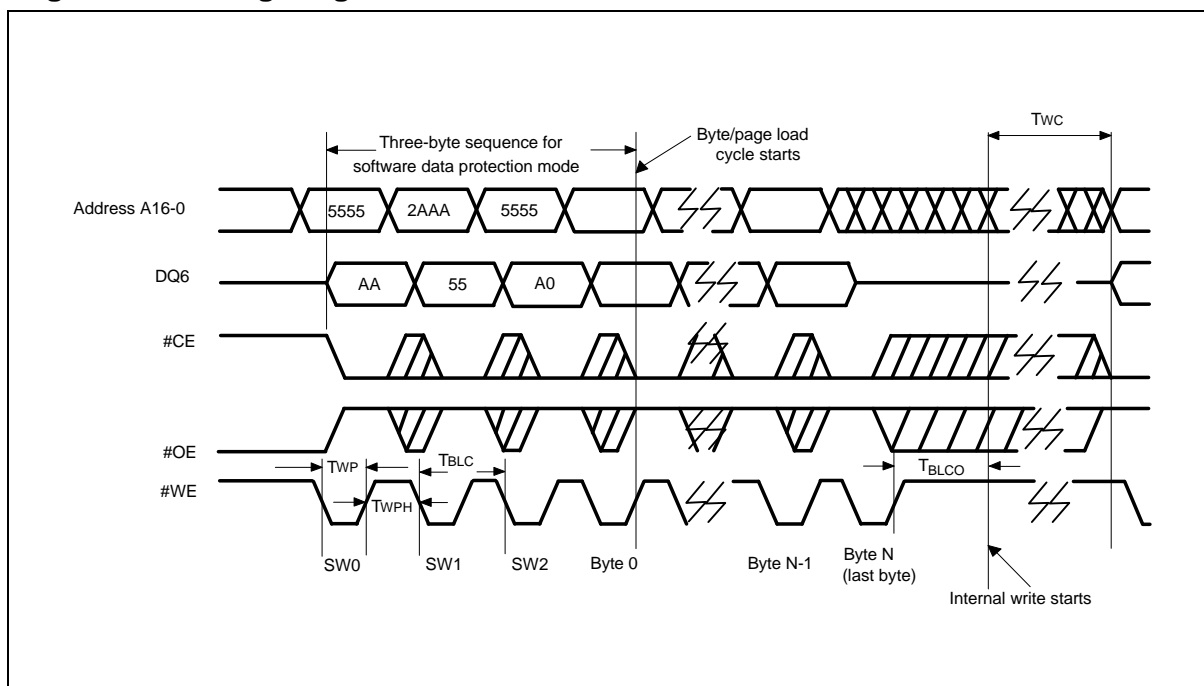 Three-byte sequence for
software data protection mode
Byte/page load
cycle starts
TWC
Address A16-0
5555
2AAA
5555
DQ6
AA
55
A0
#CE
#OE
TWP
TBLC
TBLCO
#WE
TWPH
SW0
SW1
SW2
Byte 0
Byte N-1
Byte N
(last byte)
Internal write starts